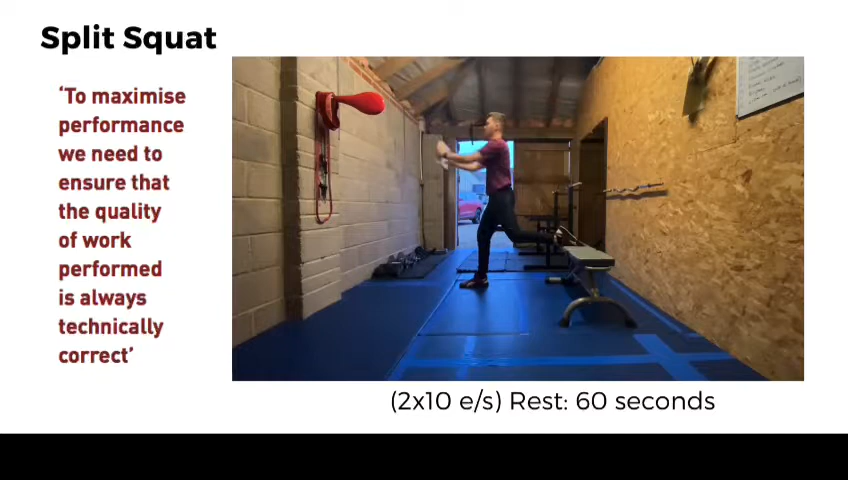 Split Squat
‘To maximise
performance
we need to
ensure that
the quality
of work
performed
is always
technically
correct’
(2x10 e/s) Rest: 60 seconds